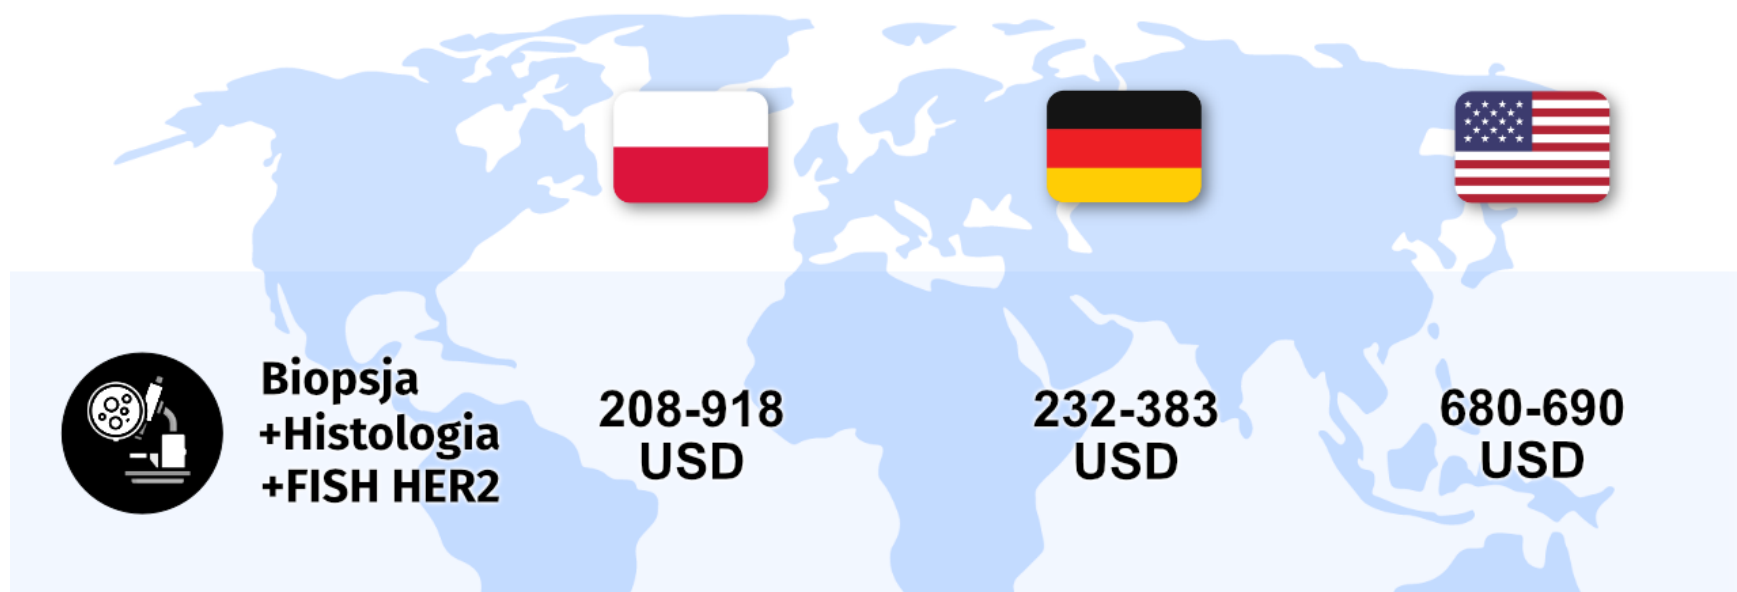 Biopsja
+Histologia
+FISH HER2
208-918
USD
232-383
USD
680-690
USD